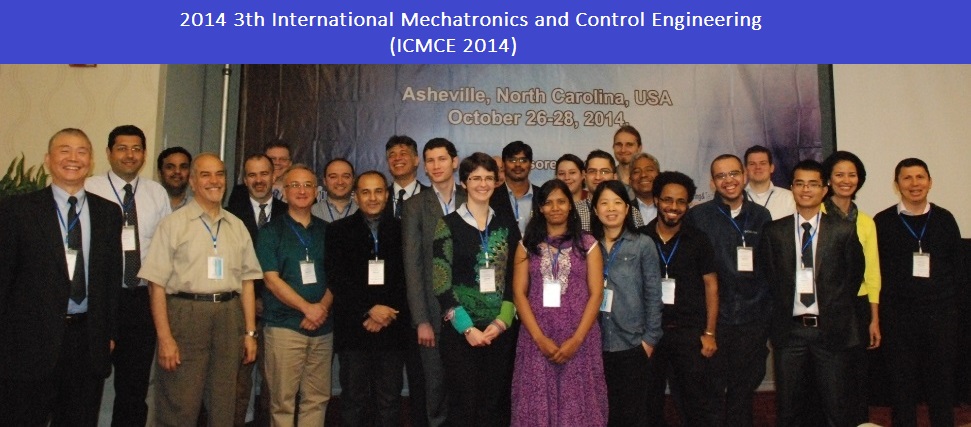 2014 3th International Mechatronics and Control Engineering
(ICMCE 2014)
Asheville, North Carolina, USA
October 26-28, 2014.